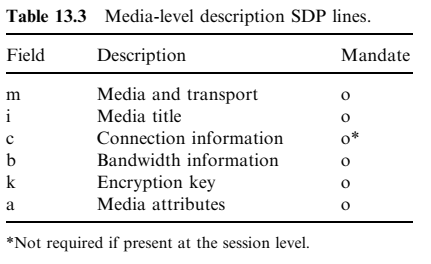 Table 13.3 Media-level description SDP lines.
Field Description Mandate
m Media and transport o
i Media title o
c Connection information o*
b Bandwidth information o
k Encryption key o
a Media attributes o
*Not required if present at the session level.